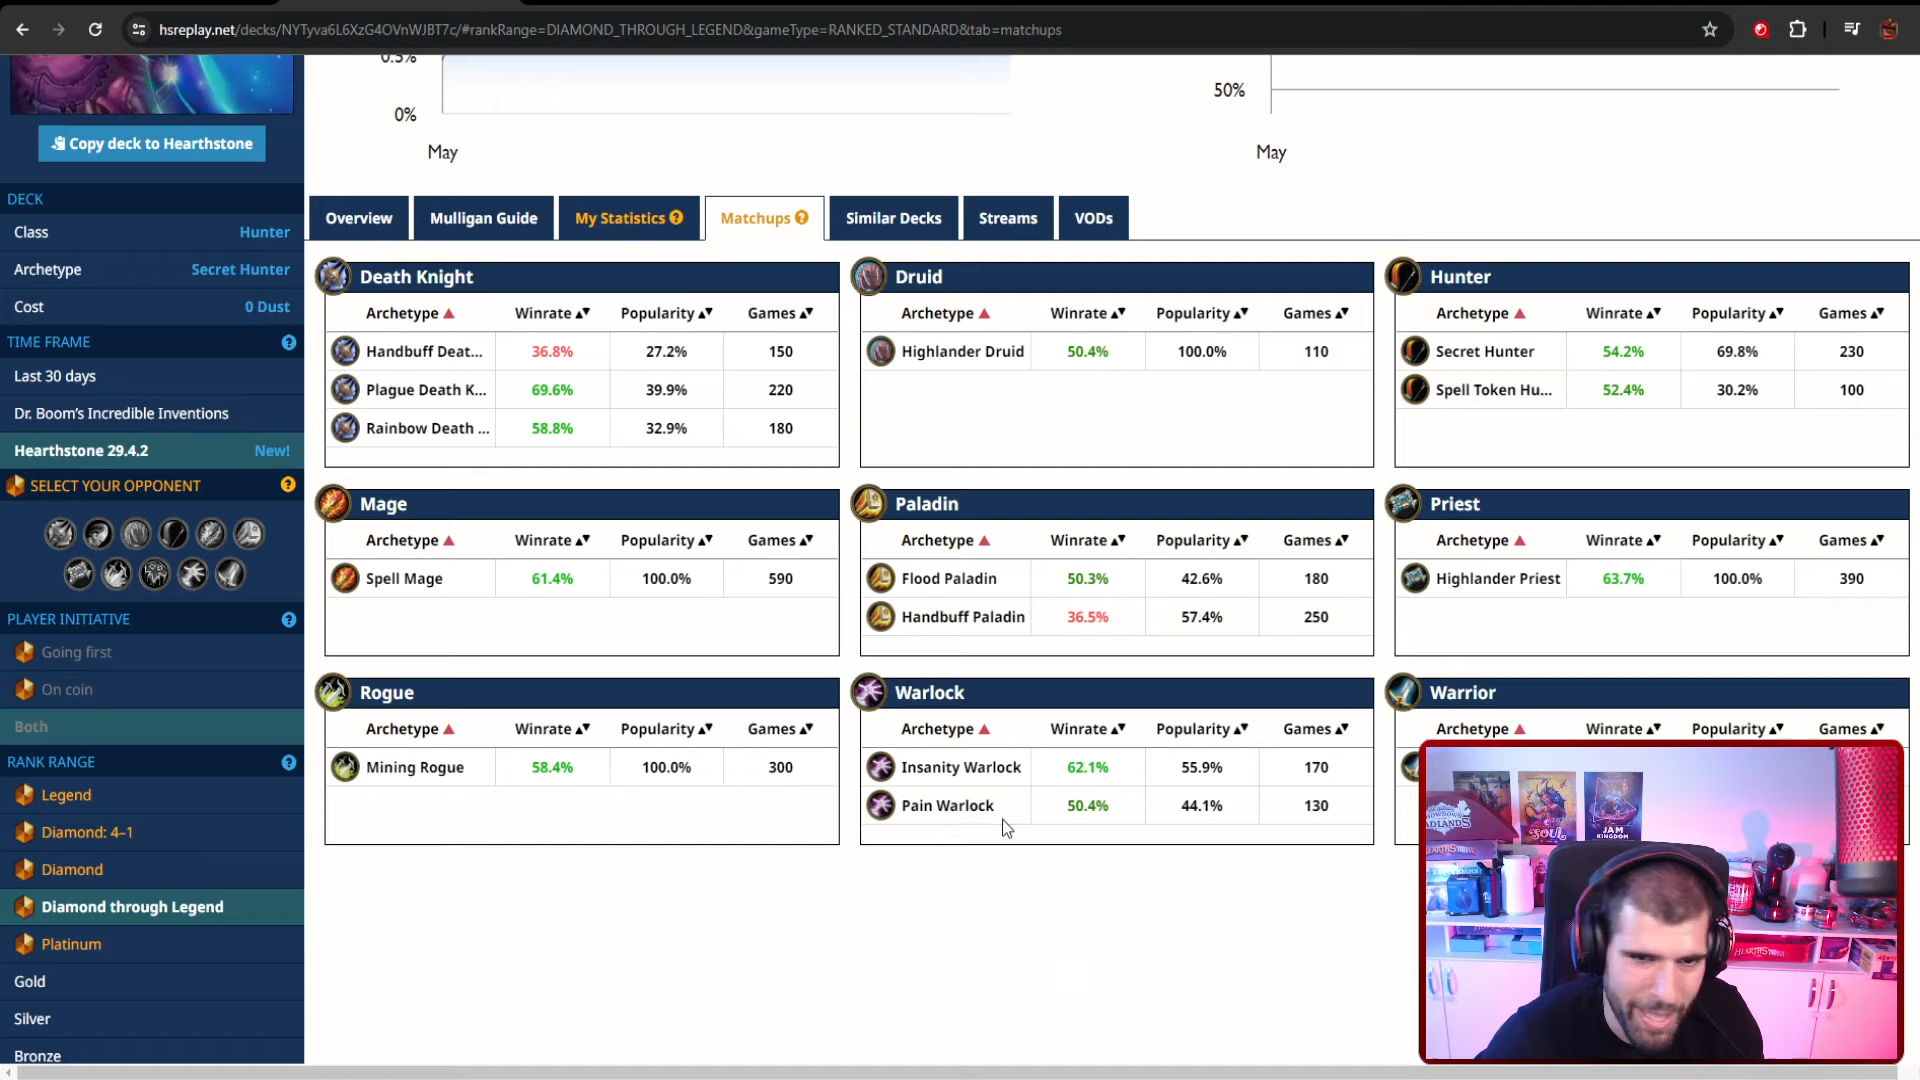 hsreplay.net/decks/NYTyva6L6XzG4OVnWJBT7c/#rankRange=DIAMOND_THROUGH_LEGEND&gameType=RANKED_STANDARD&tab=matchups
0.5%
0%
May
50%
May
Copy deck to Hearthstone
DECK
Class Hunter
Archetype Secret Hunter
Cost 0 Dust
TIME FRAME
Last 30 days
Dr. Boom's Incredible Inventions
Hearthstone 29.4.2 New!
SELECT YOUR OPPONENT
PLAYER INITIATIVE
Going first
On coin
Both
RANK RANGE
Legend
Diamond: 4–1
Diamond
Diamond through Legend
Platinum
Gold
Silver
Bronze
Overview Mulligan Guide My Statistics Matchups Similar Decks Streams VODs
Death Knight
Archetype Winrate Popularity Games
Handbuff Deat... 36.8% 27.2% 150
Plague Death K... 69.6% 39.9% 220
Rainbow Death ... 58.8% 32.9% 180
Druid
Archetype Winrate Popularity Games
Highlander Druid 50.4% 100.0% 110
Hunter
Archetype Winrate Popularity Games
Secret Hunter 54.2% 69.8% 230
Spell Token Hu... 52.4% 30.2% 100
Mage
Archetype Winrate Popularity Games
Spell Mage 61.4% 100.0% 590
Paladin
Archetype Winrate Popularity Games
Flood Paladin 50.3% 42.6% 180
Handbuff Paladin 36.5% 57.4% 250
Priest
Archetype Winrate Popularity Games
Highlander Priest 63.7% 100.0% 390
Rogue
Archetype Winrate Popularity Games
Mining Rogue 58.4% 100.0% 300
Warlock
Archetype Winrate Popularity Games
Insanity Warlock 62.1% 55.9% 170
Pain Warlock 50.4% 44.1% 130
Warrior
Archetype Winrate Popularity Games
SOUL
JAM
KINGDOM
HEARTHSTONE
HEARTHSTONE